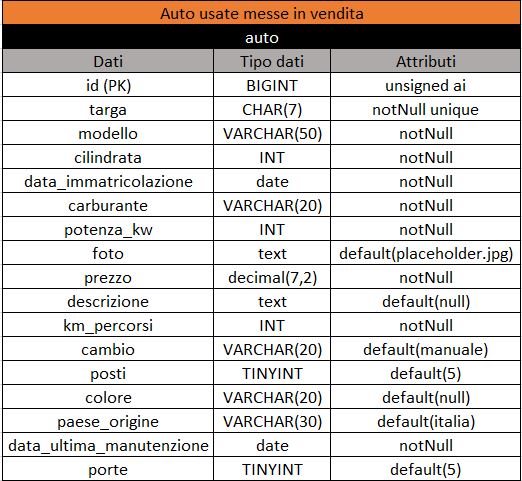 Auto usate messe in vendita
auto
Dati Tipo dati Attributi
id (PK) BIGINT unsigned ai
targa CHAR(7) notNull unique
modello VARCHAR(50) notNull
cilindrata INT notNull
data_immatricolazione date notNull
carburante VARCHAR(20) notNull
potenza_kw INT notNull
foto text default(placeholder.jpg)
prezzo decimal(7,2) notNull
descrizione text default(null)
km_percorsi INT notNull
cambio VARCHAR(20) default(manuale)
posti TINYINT default(5)
colore VARCHAR(20) default(null)
paese_origine VARCHAR(30) default(italia)
data_ultima_manutenzione date notNull
porte TINYINT default(5)